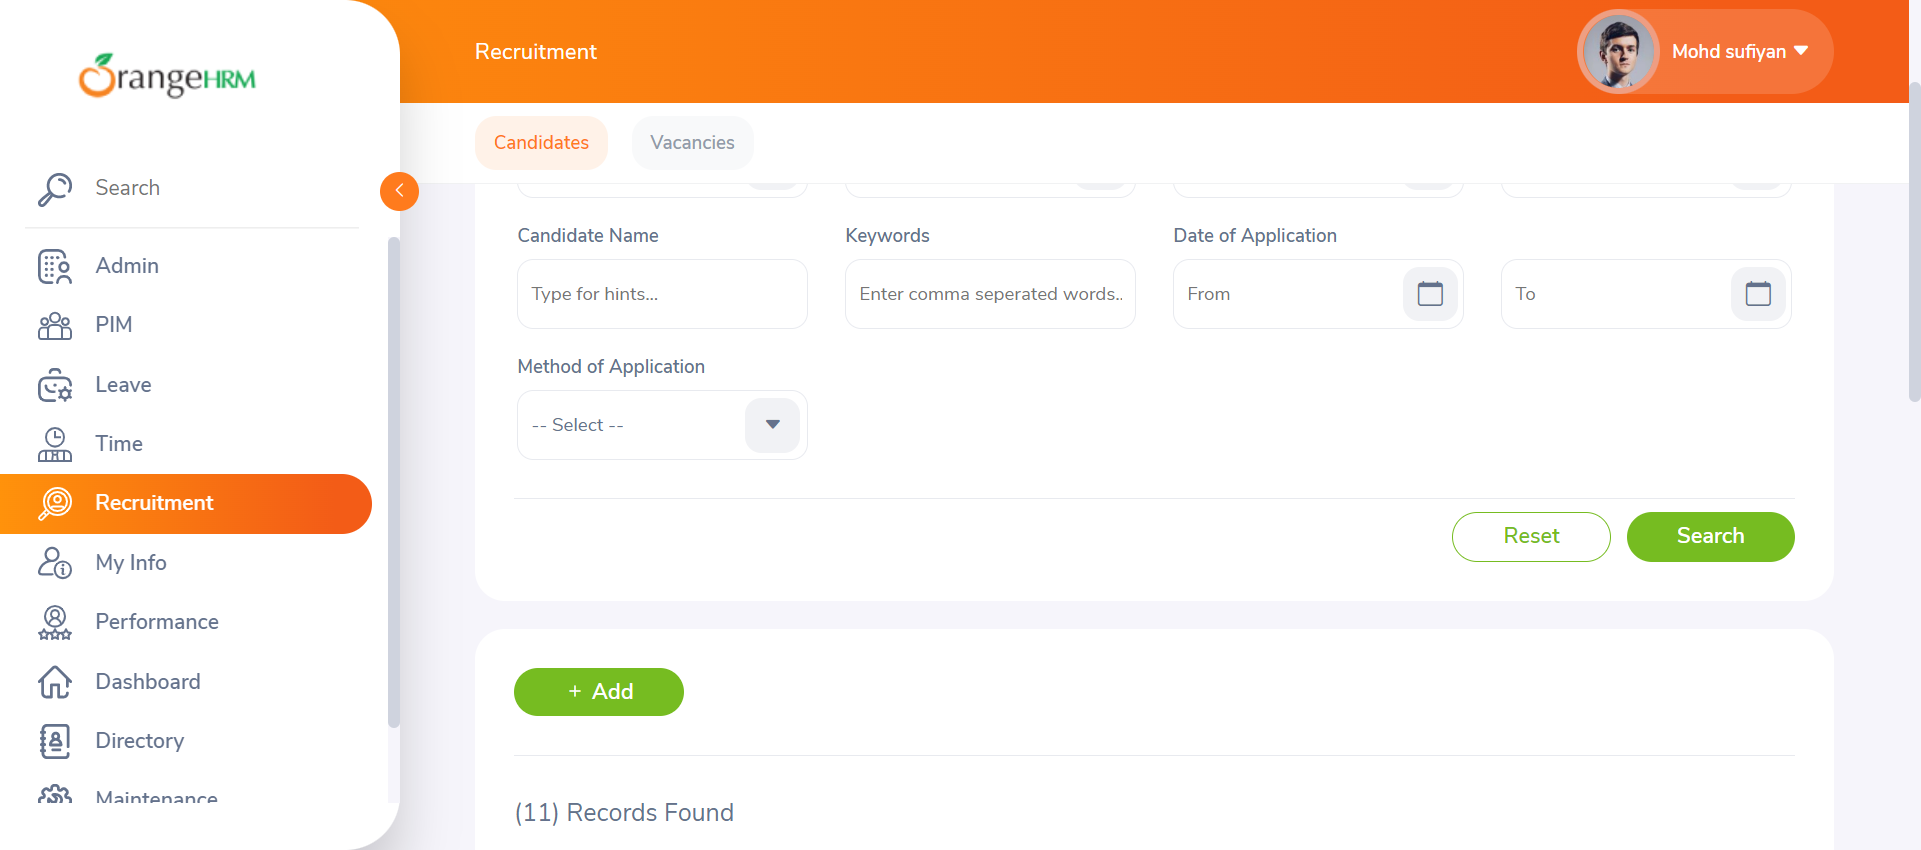 OrangeHRM
Recruitment
Mohd sufiyan
Candidates
Vacancies
Search
Admin
PIM
Leave
Time
Recruitment
My Info
Performance
Dashboard
Directory
Maintenance
Candidate Name
Keywords
Date of Application
Type for hints...
Enter comma seperated words..
From
To
Method of Application
-- Select --
Reset
Search
+ Add
(11) Records Found